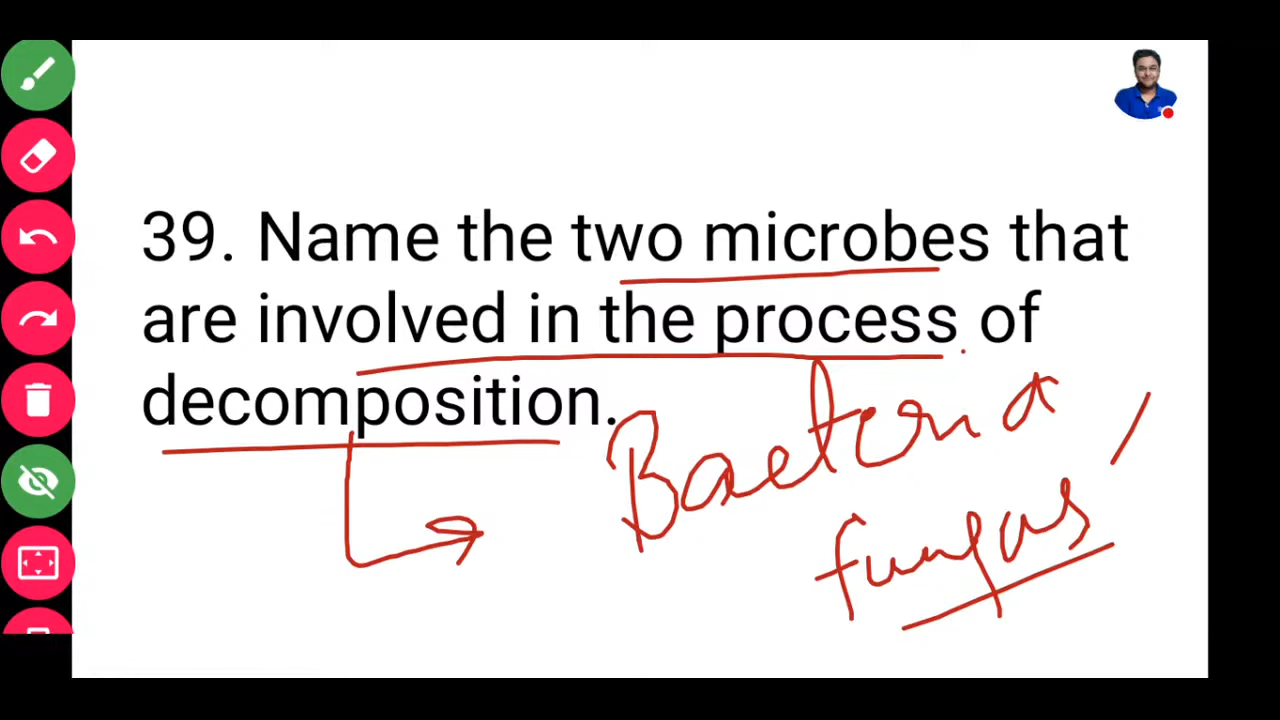 39. Name the two microbes that
are involved in the process of
decomposition.
Bacteria,
fungus